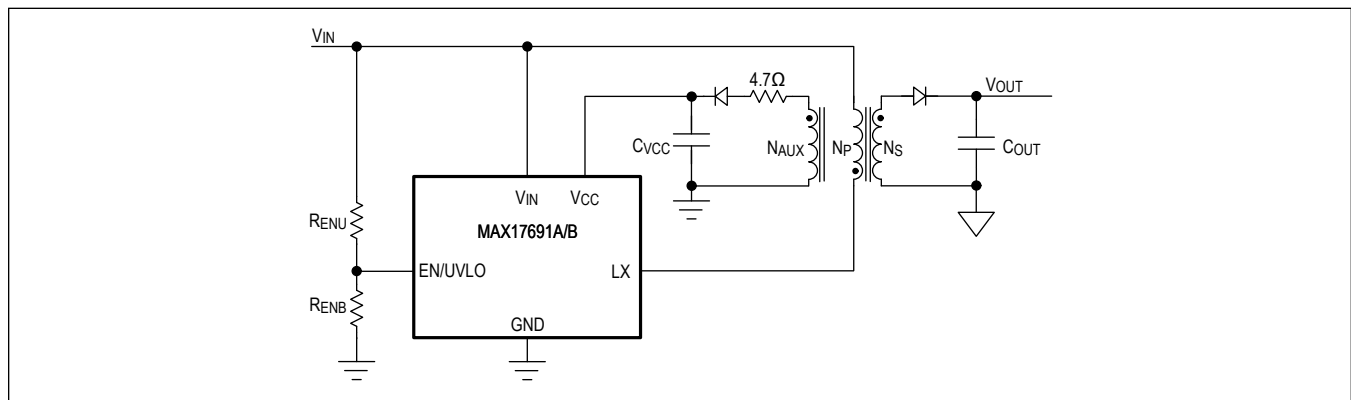 VIN
4.7Ω
VOUT
CVCC
NAUX
NP
NS
COUT
VIN
VCC
RENU
MAX17691A/B
EN/UVLO
LX
RENB
GND